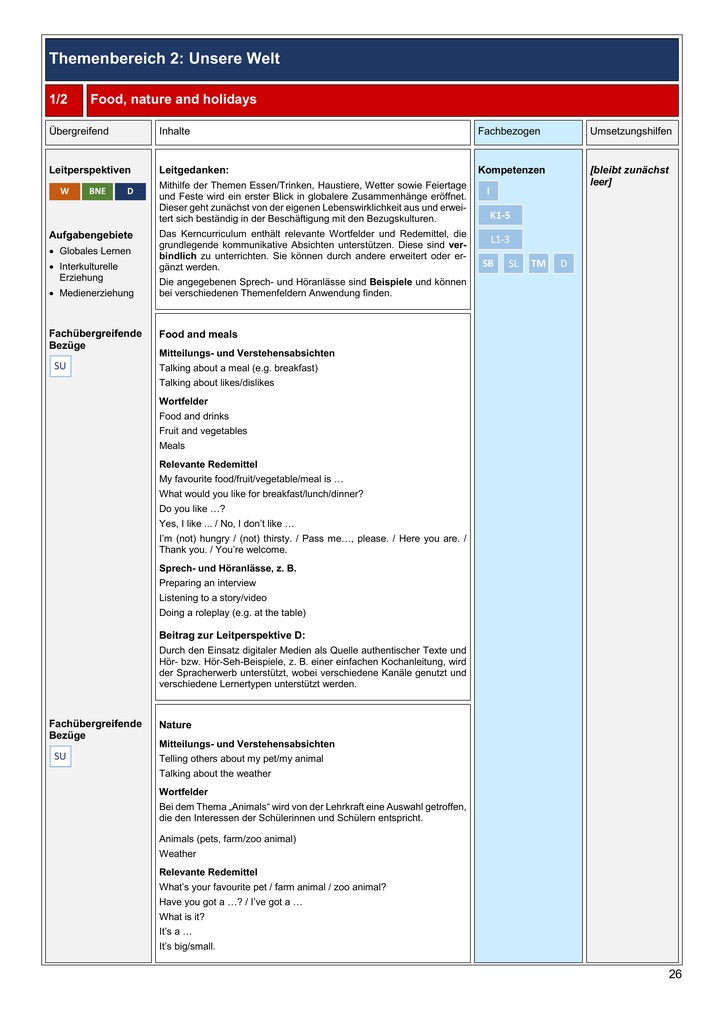 Themenbereich 2: Unsere Welt
1/2
Food, nature and holidays
Übergreifend
Inhalte
Fachbezogen
Umsetzungshilfen
Leitperspektiven
W
BNE
D
Aufgabengebiete
• Globales Lernen
• Interkulturelle
Erziehung
• Medienerziehung
Leitgedanken:
Mithilfe der Themen Essen/Trinken, Haustiere, Wetter sowie Feiertage
und Feste wird ein erster Blick in globalere Zusammenhänge eröffnet.
Dieser geht zunächst von der eigenen Lebenswirklichkeit aus und erwei-
tert sich beständig in der Beschäftigung mit den Bezugskulturen.
Das Kerncurriculum enthält relevante Wortfelder und Redemittel, die
grundlegende kommunikative Absichten unterstützen. Diese sind ver-
bindlich zu unterrichten. Sie können durch andere erweitert oder er-
gänzt werden.
Die angegebenen Sprech- und Höranlässe sind Beispiele und können
bei verschiedenen Themenfeldern Anwendung finden.
Kompetenzen
I
K1-5
L1-3
SB
SL
TM
D
[bleibt zunächst
leer]
Fachübergreifende
Bezüge
SU
Food and meals
Mitteilungs- und Verstehensabsichten
Talking about a meal (e.g. breakfast)
Talking about likes/dislikes
Wortfelder
Food and drinks
Fruit and vegetables
Meals
Relevante Redemittel
My favourite food/fruit/vegetable/meal is …
What would you like for breakfast/lunch/dinner?
Do you like …?
Yes, I like ... / No, I don’t like …
I’m (not) hungry / (not) thirsty. / Pass me…, please. / Here you are. /
Thank you. / You’re welcome.
Sprech- und Höranlässe, z. B.
Preparing an interview
Listening to a story/video
Doing a roleplay (e.g. at the table)
Beitrag zur Leitperspektive D:
Durch den Einsatz digitaler Medien als Quelle authentischer Texte und
Hör- bzw. Hör-Seh-Beispiele, z. B. einer einfachen Kochanleitung, wird
der Spracherwerb unterstützt, wobei verschiedene Kanäle genutzt und
verschiedene Lernertypen unterstützt werden.
Fachübergreifende
Bezüge
SU
Nature
Mitteilungs- und Verstehensabsichten
Telling others about my pet/my animal
Talking about the weather
Wortfelder
Bei dem Thema „Animals“ wird von der Lehrkraft eine Auswahl getroffen,
die den Interessen der Schülerinnen und Schülern entspricht.
Animals (pets, farm/zoo animal)
Weather
Relevante Redemittel
What’s your favourite pet / farm animal / zoo animal?
Have you got a …? / I’ve got a …
What is it?
It’s a …
It’s big/small.
26